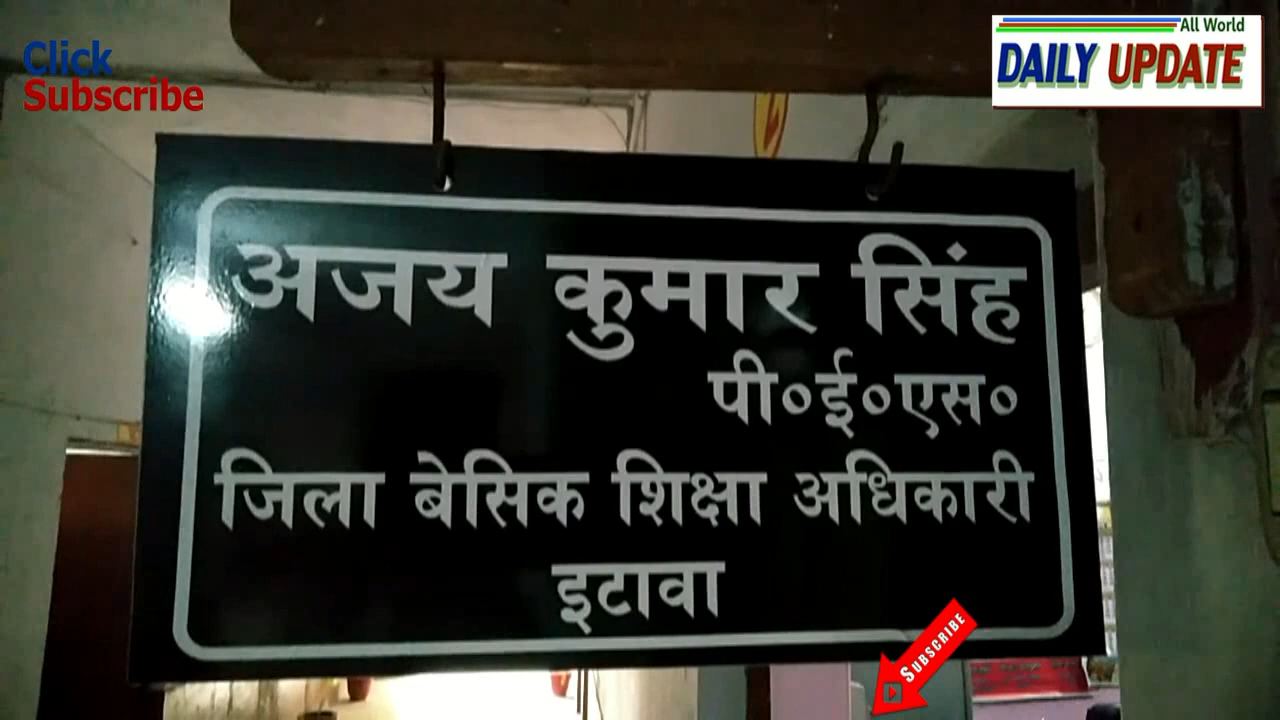 Click
Subscribe
All World
DAILY UPDATE
अजय कुमार सिंह
पी०ई०एस०
जिला बेसिक शिक्षा अधिकारी
इटावा
SUBSCRIBE